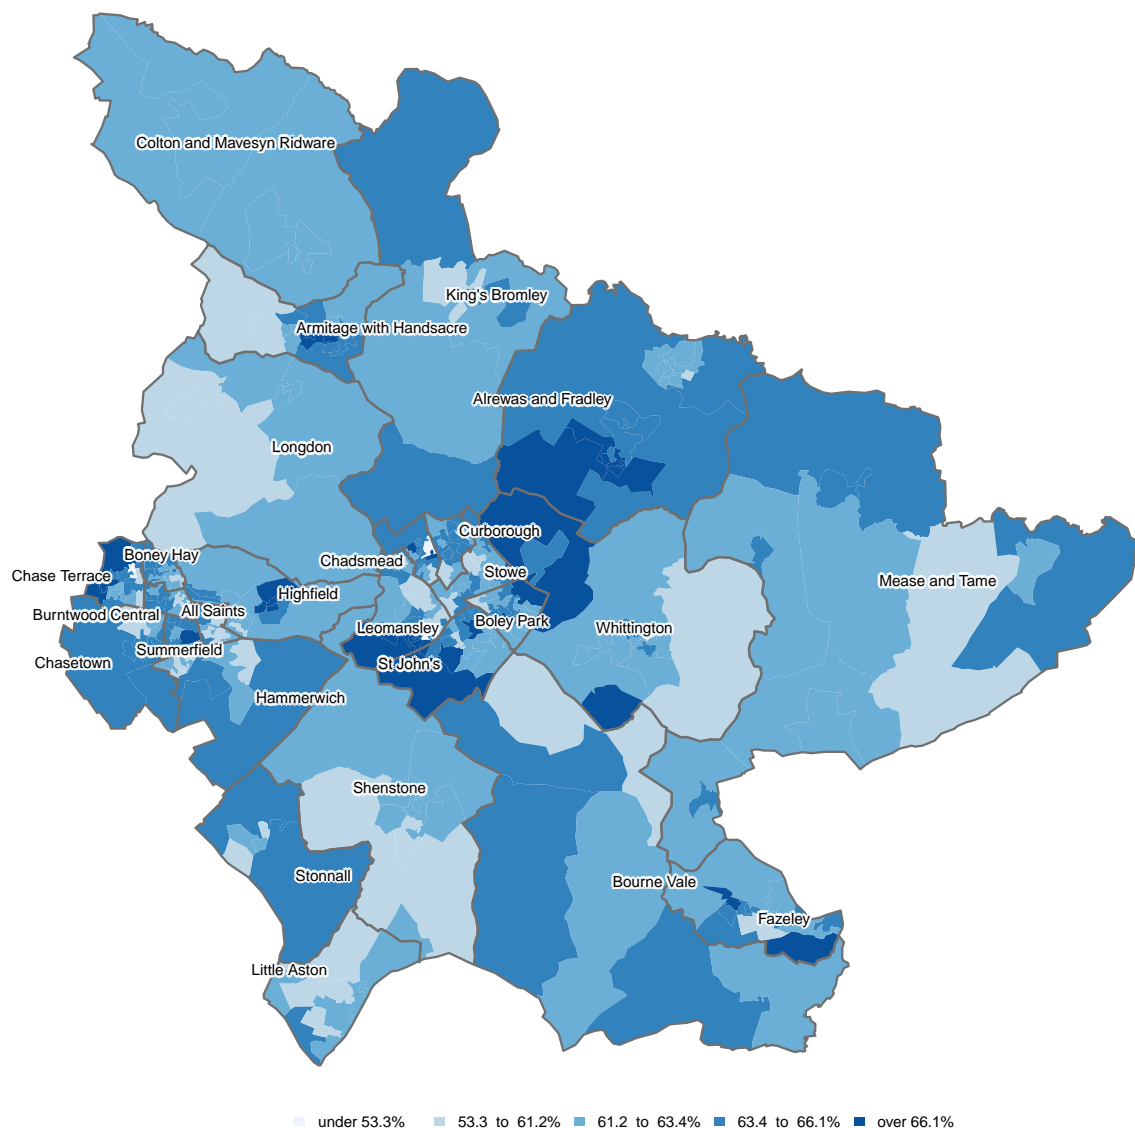 Colton and Mavesyn Ridware
King's Bromley
Armitage with Handsacre
Alrewas and Fradley
Longdon
Curborough
Boney Hay
Chadsmead
Stowe
Chase Terrace
Mease and Tame
Highfield
Burntwood Central
All Saints
Boley Park
Leomansley
Whittington
Summerfield
Chasetown
St John's
Hammerwich
Shenstone
Stonnall
Bourne Vale
Fazeley
Little Aston
under 53.3% 53.3 to 61.2% 61.2 to 63.4% 63.4 to 66.1% over 66.1%